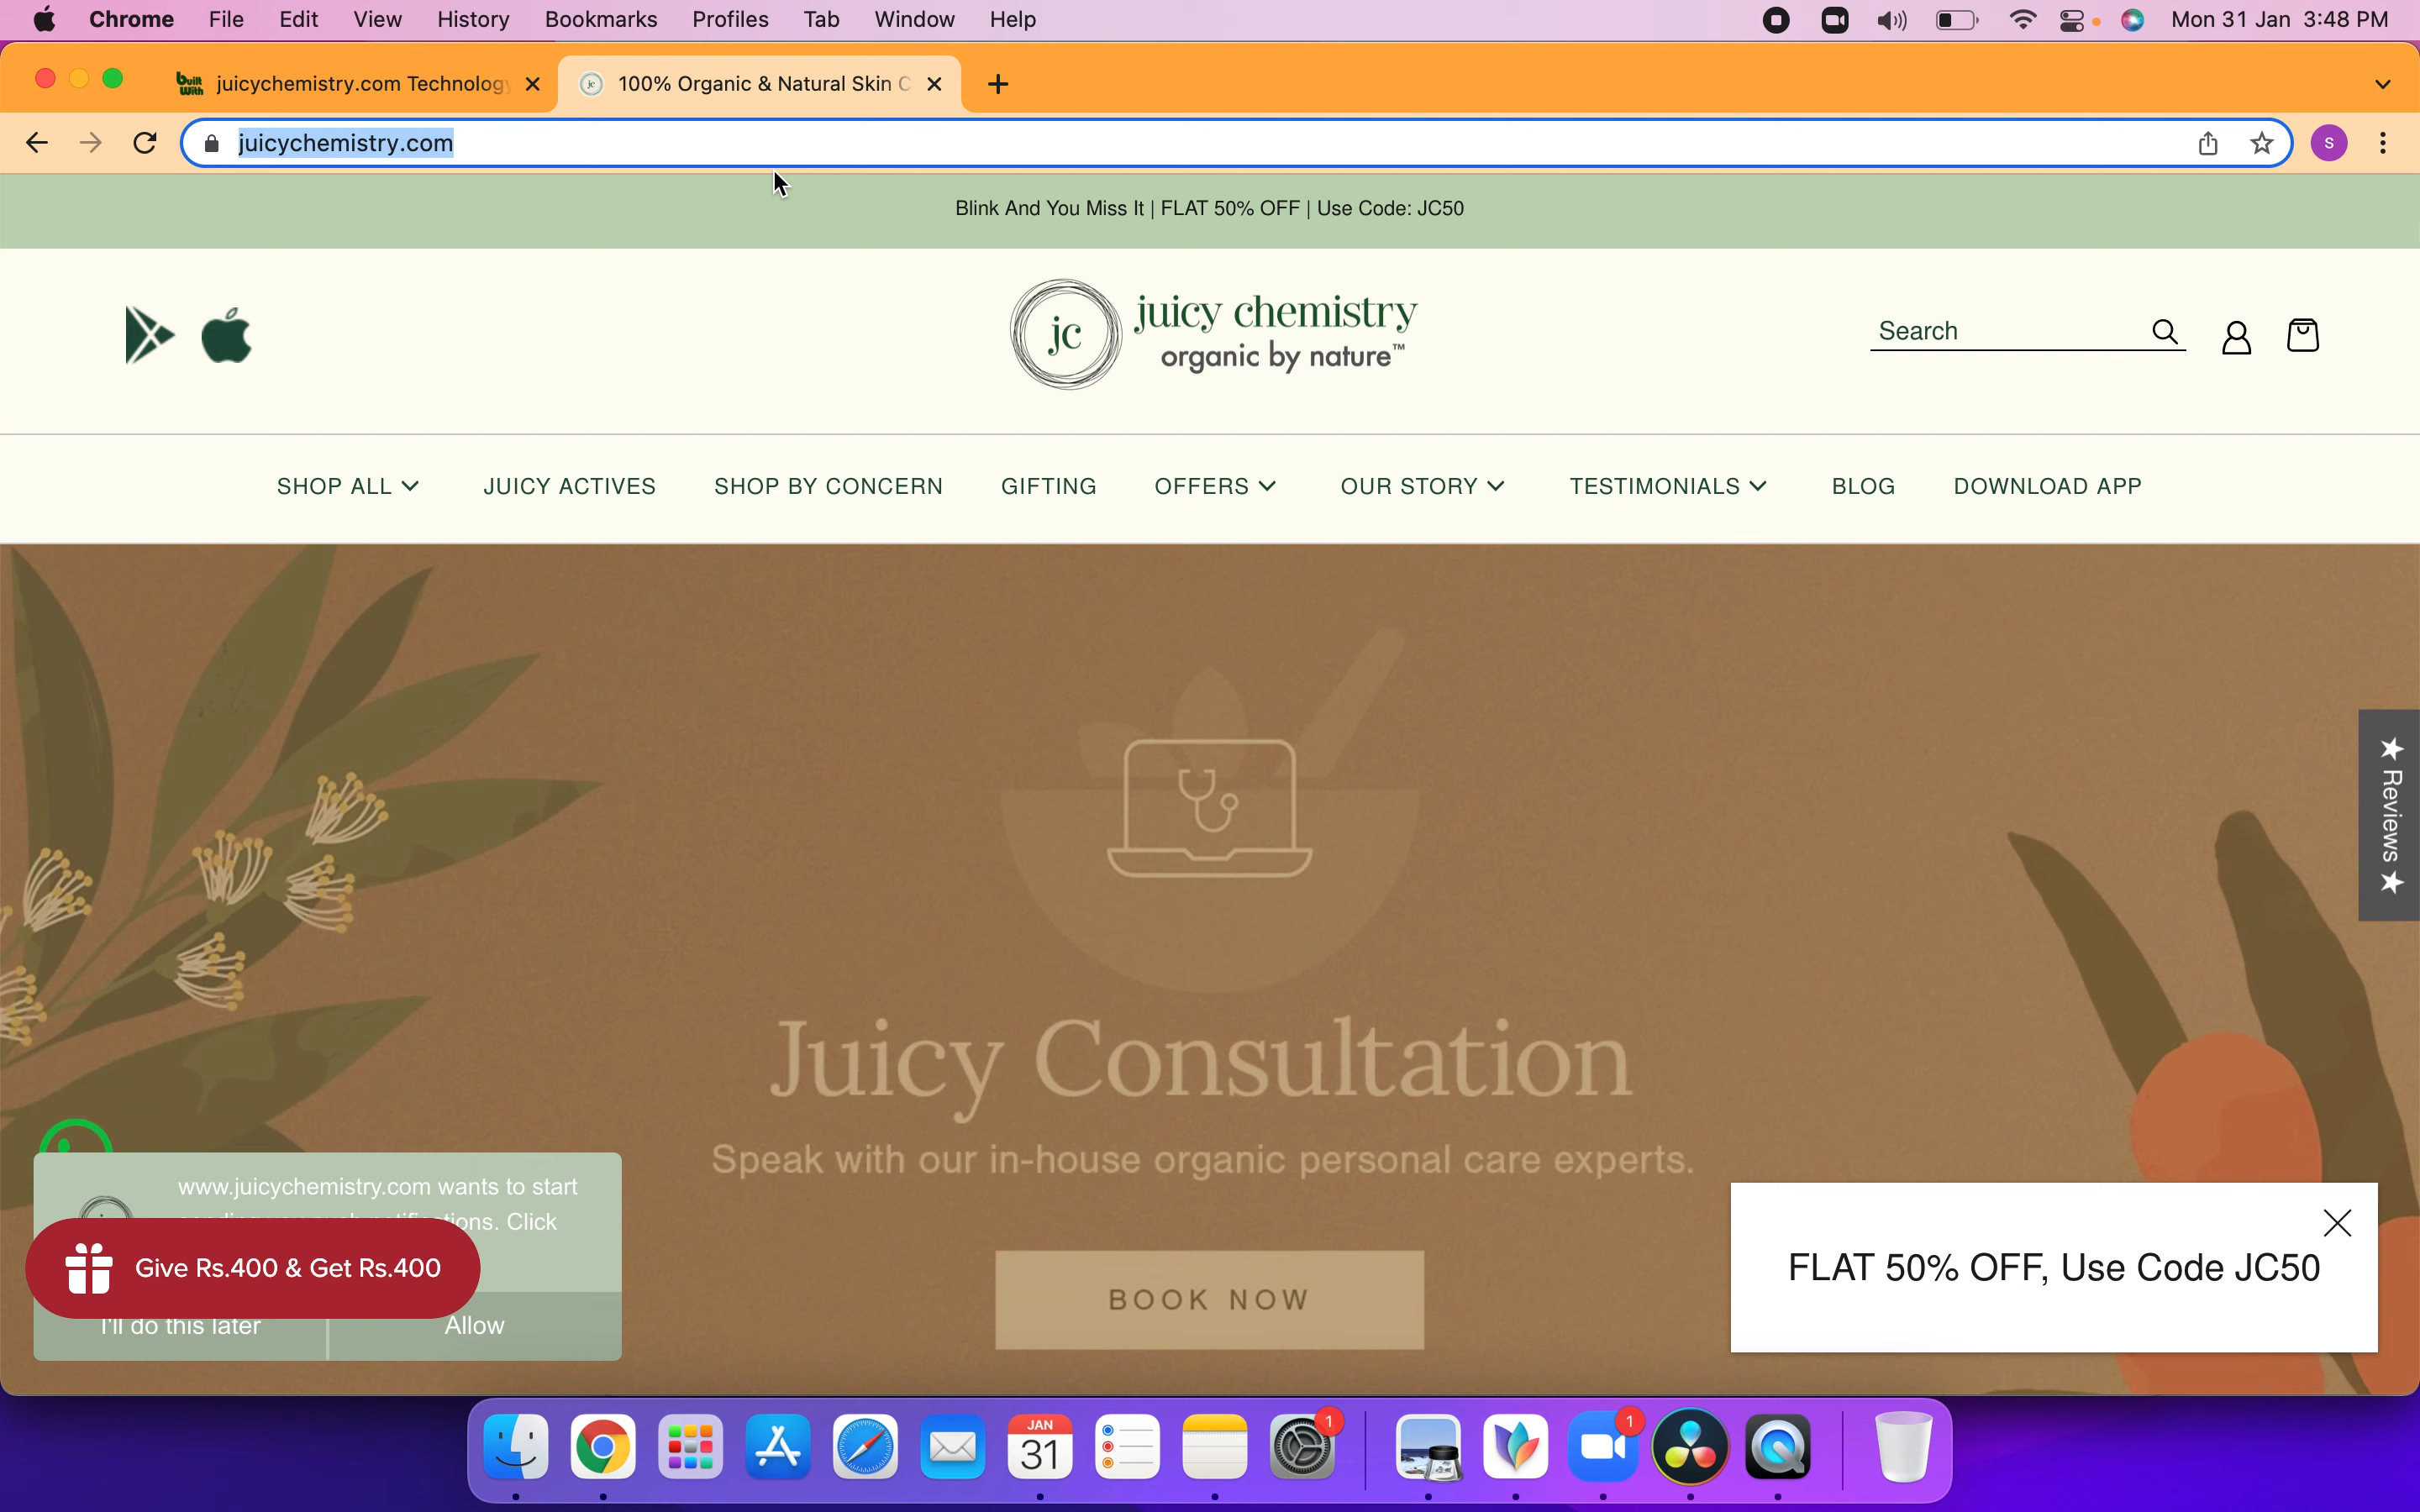 Chrome File Edit View History Bookmarks Profiles Tab Window Help Mon 31 Jan 3:48 PM
built With juicychemistry.com Technology jc 100% Organic & Natural Skin C
juicychemistry.com S
Blink And You Miss It | FLAT 50% OFF | Use Code: JC50
jc juicy chemistry
organic by nature™
Search
SHOP ALL JUICY ACTIVES SHOP BY CONCERN GIFTING OFFERS OUR STORY TESTIMONIALS BLOG DOWNLOAD APP
★ Reviews ★
Juicy Consultation
Speak with our in-house organic personal care experts.
BOOK NOW
www.juicychemistry.com wants to start
Click
Give Rs.400 & Get Rs.400
I'll do this later Allow
FLAT 50% OFF, Use Code JC50
JAN
31
1
1